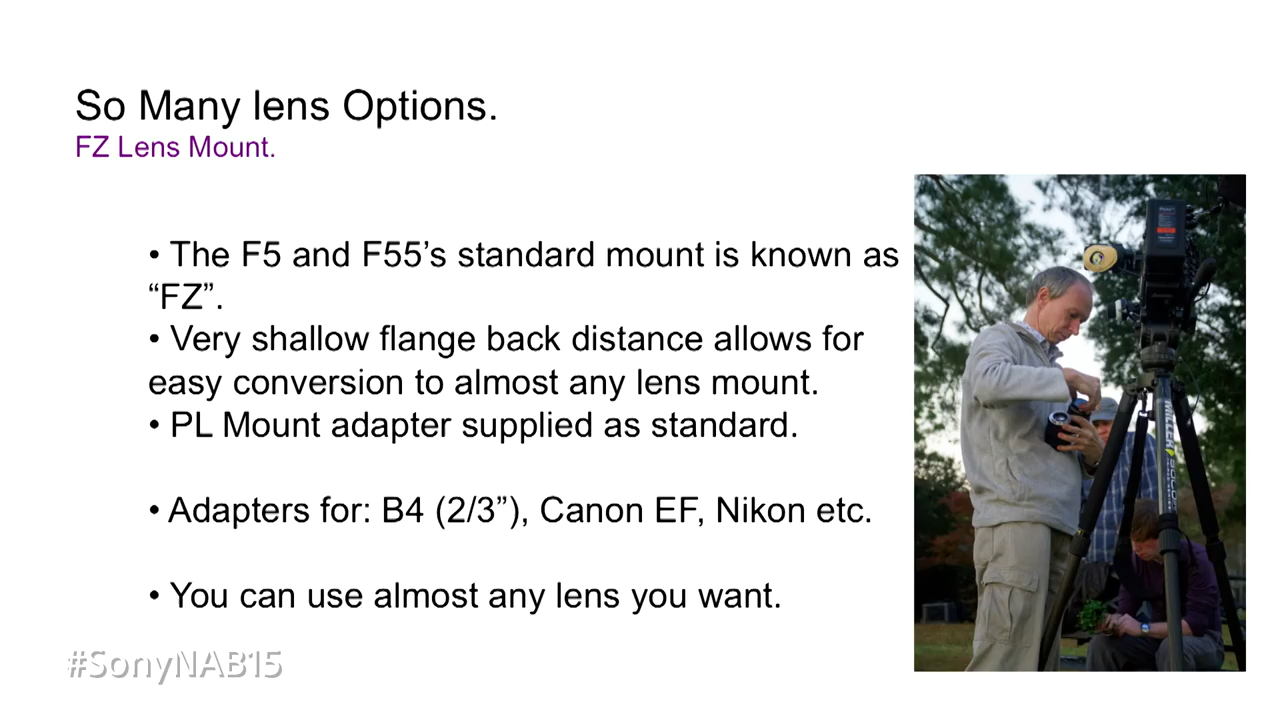 So Many lens Options.
FZ Lens Mount.
• The F5 and F55’s standard mount is known as
“FZ”.
• Very shallow flange back distance allows for
easy conversion to almost any lens mount.
• PL Mount adapter supplied as standard.
• Adapters for: B4 (2/3”), Canon EF, Nikon etc.
• You can use almost any lens you want.
#SonyNAB15
MILLER